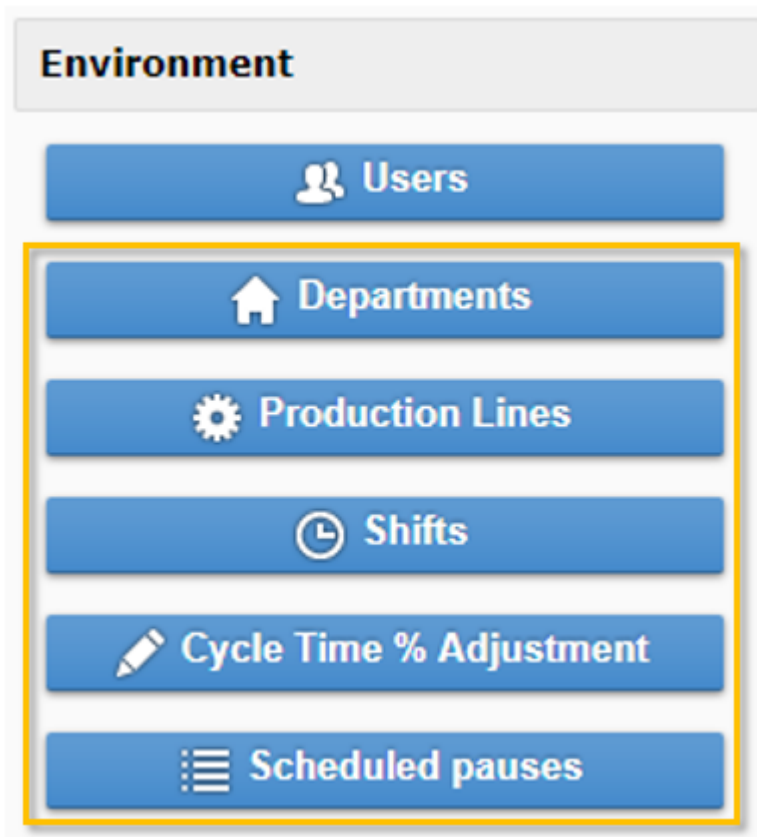 Environment
Users
Departments
Production Lines
Shifts
Cycle Time % Adjustment
Scheduled pauses